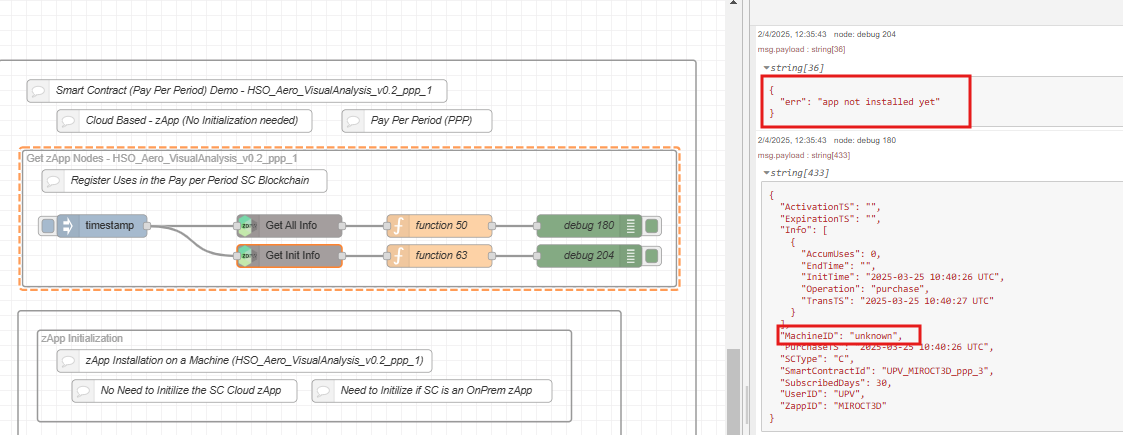 Smart Contract (Pay Per Period) Demo - HSO_Aero_VisualAnalysis_v0.2_ppp_1
Cloud Based - zApp (No Initialization needed)
Pay Per Period (PPP)
Get zApp Nodes - HSO_Aero_VisualAnalysis_v0.2_ppp_1
Register Uses in the Pay per Period SC Blockchain
timestamp
Get All Info
function 50
debug 180
Get Init Info
function 63
debug 204
zApp Initialization
zApp Installation on a Machine (HSO_Aero_VisualAnalysis_v0.2_ppp_1)
No Need to Initilize the SC Cloud zApp
Need to Initilize if SC is an OnPrem zApp
2/4/2025, 12:35:43 node: debug 204
msg.payload : string[36]
string[36]
{
"err": "app not installed yet"
}
2/4/2025, 12:35:43 node: debug 180
msg.payload : string[433]
string[433]
{
"ActivationTS": "",
"ExpirationTS": "",
"Info": [
{
"AccumUses": 0,
"EndTime": "",
"InitTime": "2025-03-25 10:40:26 UTC",
"Operation": "purchase",
"TransTS": "2025-03-25 10:40:27 UTC"
}
],
"MachineID": "unknown",
"PurchaseTS": "2025-03-25 10:40:26 UTC",
"SCType": "C",
"SmartContractId": "UPV_MIROCT3D_ppp_3",
"SubscribedDays": 30,
"UserID": "UPV",
"ZappID": "MIROCT3D"
}